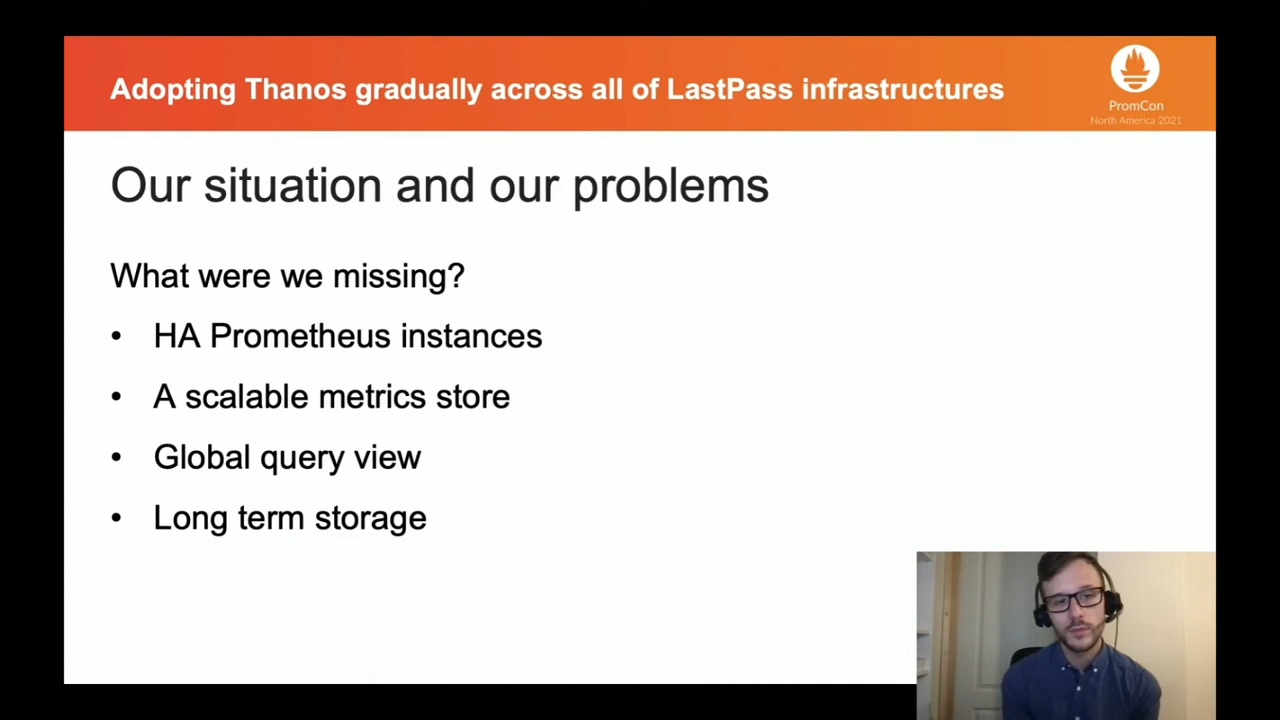 Adopting Thanos gradually across all of LastPass infrastructures
PromCon
North America 2021
Our situation and our problems
What were we missing?
• HA Prometheus instances
• A scalable metrics store
• Global query view
• Long term storage